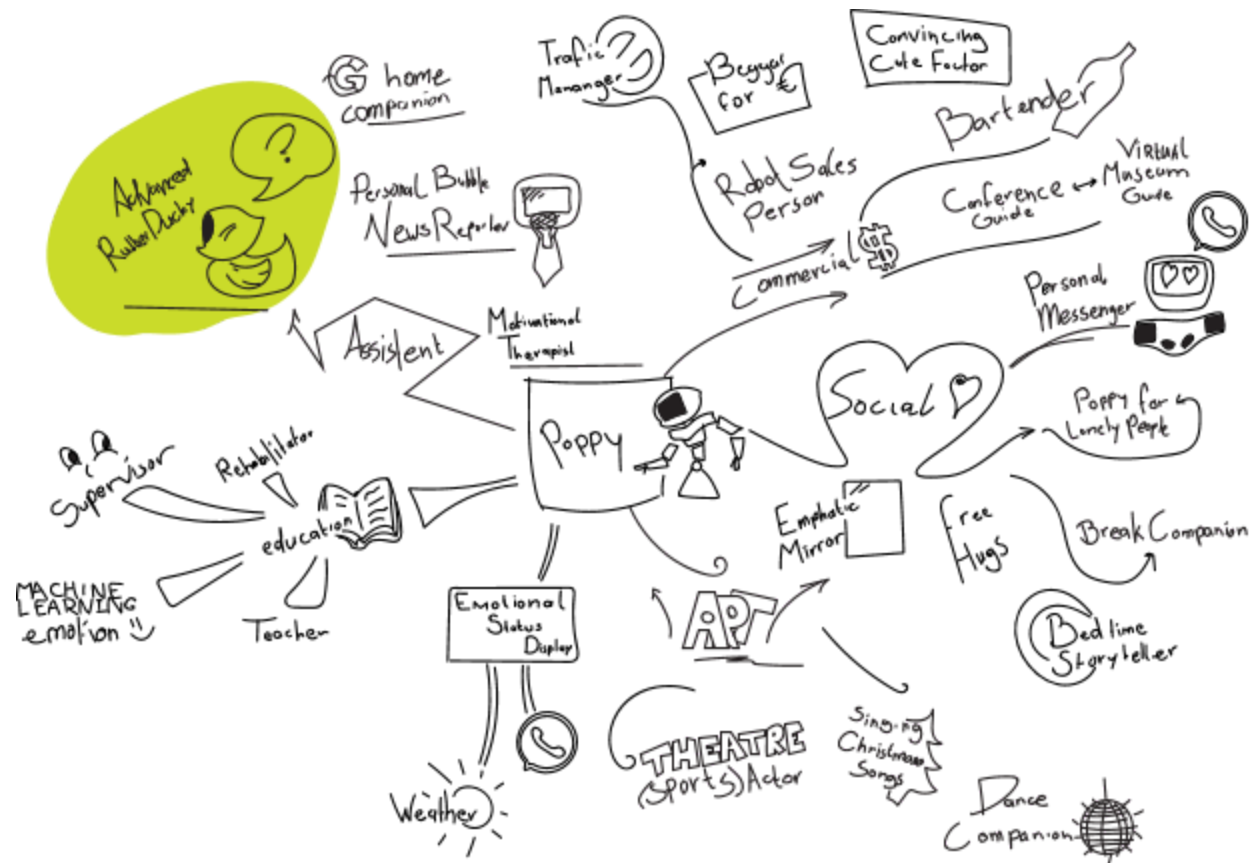 G home
companion
Trafic
Mananger
Beggar
for €
Convincing
Cute Factor
Bartender
Advanced
Rubber Ducky
?
Personal Bubble
News Reporter
Robot Sales
Person
Conference
Guide
Virtual
Museum
Guide
Commercial $
Personal
Messenger
Motivational
Therapist
Assistent
Poppy
Social
Poppy for
Lonely People
Supervisor
Rehabilitator
education
MACHINE
LEARNING
emotion
Teacher
Emphatic
Mirror
Free
Hugs
Break Companion
Emotional
Status
Display
APT
Bedtime
Storyteller
THEATRE
(sports) Actor
Singing
Christmas
Songs
Weather
Dance
Companion